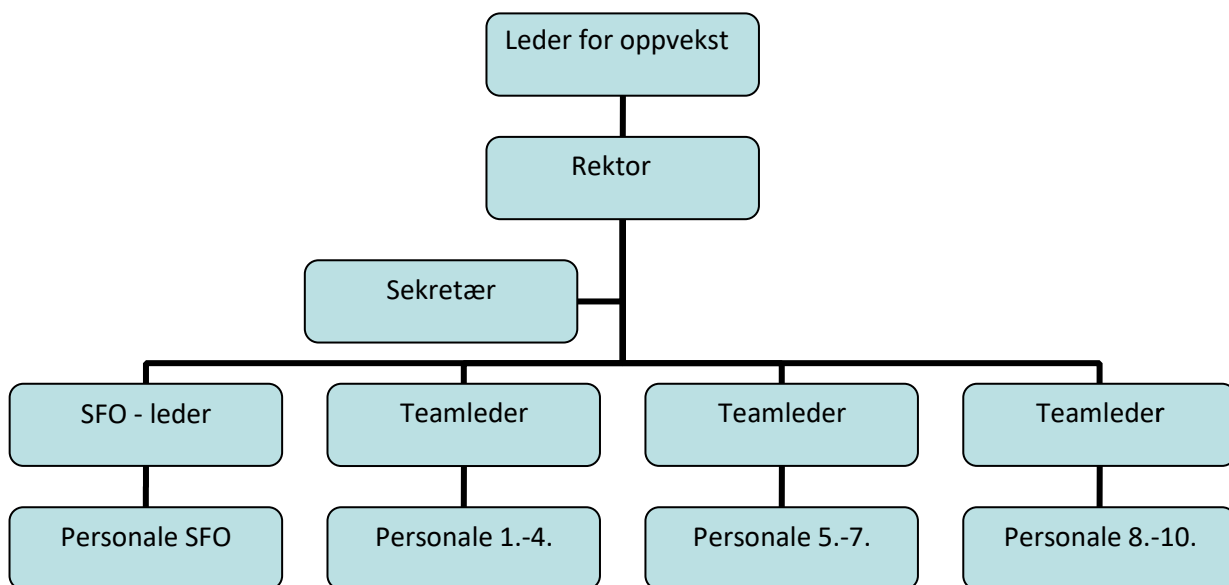 Leder for oppvekst
Rektor
Sekretær
SFO - leder
Teamleder
Teamleder
Teamleder
Personale SFO
Personale 1.-4.
Personale 5.-7.
Personale 8.-10.